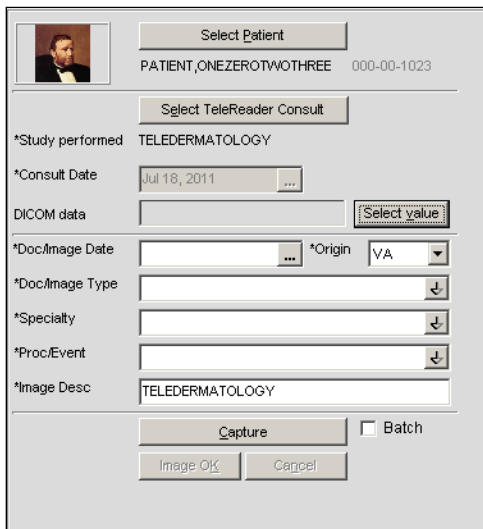 Select Patient
PATIENT,ONEZEROTWOTHREE 000-00-1023
Select TeleReader Consult
*Study performed TELEDERMATOLOGY
*Consult Date Jul 18, 2011 ...
DICOM data Select value
*Doc/Image Date ... *Origin VA
*Doc/Image Type
*Specialty
*Proc/Event
*Image Desc TELEDERMATOLOGY
Capture Batch
Image OK Cancel